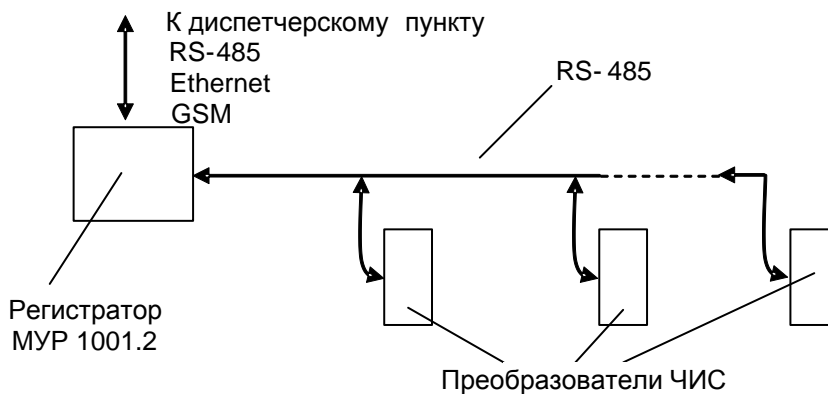 К диспетчерскому пункту
RS-485
Ethernet
GSM
RS- 485
Регистратор
МУР 1001.2
Преобразователи ЧИС